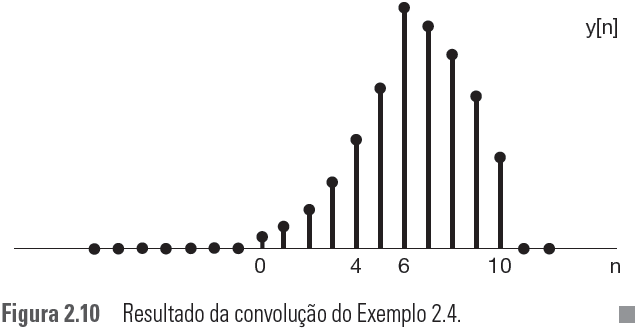 y[n]
0 4 6 10 n
Figura 2.10 Resultado da convolução do Exemplo 2.4.